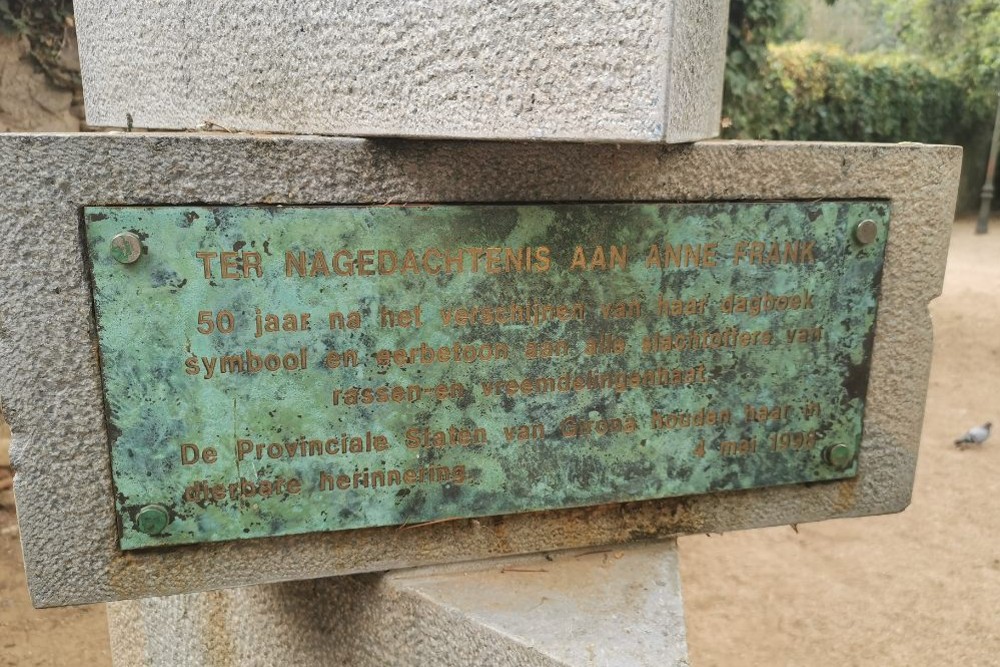 TER NAGEDACHTENIS AAN ANNE FRANK
50 jaar na het verschijnen van haar dagboek
symbool en eerbetoon aan alle slachtoffers van
rassen-en vreemdelingenhaat.
De Provinciale Staten van Girona houden haar in
dierbare herinnering.
4 mei 1998